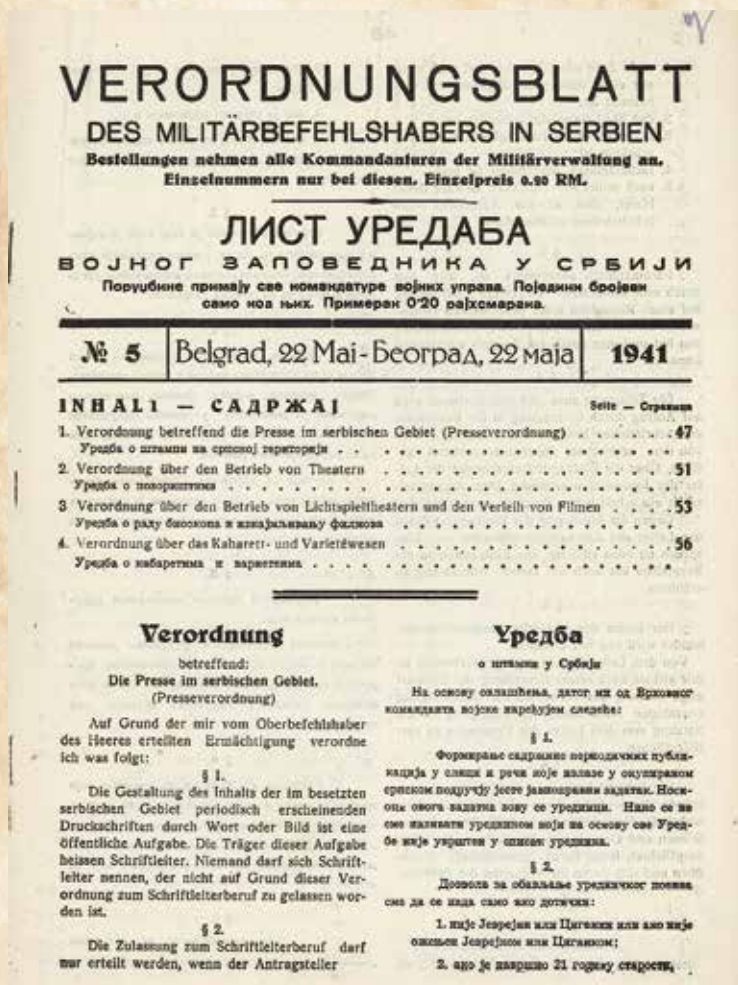 VERORDNUNGSBLATT
DES MILITÄRBEFEHLSHABERS IN SERBIEN
Bestellungen nehmen alle Kommandanturen der Militärverwaltung an.
Einzelnummern nur bei diesen. Einzelpreis 0.20 RM.
ЛИСТ УРЕДАБА
ВОЈНОГ ЗАПОВЕДНИКА У СРБИЈИ
Поруџбине примају све командатуре војних управа. Поједини бројеви
само код њих. Примерак 0·20 рајхсмарака.
№ 5
Belgrad, 22 Mai - Београд, 22 маја
1941
INHALT — САДРЖАЈ
Seite — Страница
1. Verordnung betreffend die Presse im serbischen Gebiet (Presseverordnung) . . . . . . 47
Уредба о штампи на српској територији . . . . . . . . . . . . . . . . . .
2. Verordnung über den Betrieb von Theatern . . . . . . . . . . . . . . . . 51
Уредба о позориштима . . . . . . . . . . . . . . . . . . . . . .
3 Verordnung über den Betrieb von Lichtspieltheatern und den Verleih von Filmen . . . . 53
Уредба о раду биоскопа и изнајмљивању филмова . . . . . . . . . . . . . . .
4. Verordnung über das Kabarett- und Varietéwesen . . . . . . . . . . . . . . 56
Уредба о кабаретима и варијетеима . . . . . . . . . . . . . . . . . . .
Verordnung
betreffend:
Die Presse im serbischen Gebiet.
(Presseverordnung)
Auf Grund der mir vom Oberbefehlshaber
des Heeres erteilten Ermächtigung verordne
ich was folgt:
§ 1.
Die Gestaltung des Inhalts der im besetzten
serbischen Gebiet periodisch erscheinenden
Druckschriften durch Wort oder Bild ist eine
öffentliche Aufgabe. Die Träger dieser Aufgabe
heissen Schriftleiter. Niemand darf sich Schrift-
leiter nennen, der nicht auf Grund dieser Ver-
ordnung zum Schriftleiterberuf zu gelassen wor-
den ist.
§ 2.
Die Zulassung zum Schriftleiterberuf darf
nur erteilt werden, wenn der Antragsteller
Уредба
о штампи у Србији
На основу овлашћења, датог ми од Врховног
команданта војске наређујем следеће:
§ 1.
Формирање садржине периодичних публи-
кација у слици и речи које излазе у окупираном
српском подручју јесте јавноправни задатак. Носи-
оци овога задатка зову се уредници. Нико се не
сме називати уредником који на основу ове Уред-
бе није уврштен у списак уредника.
§ 2.
Дозвола за обављање уредничког позива
сме да се изда само ако дотични:
1. није Јеврејин или Циганин или ако није
ожењен Јеврејком или Циганком;
2. ако је навршио 21 годину старости,